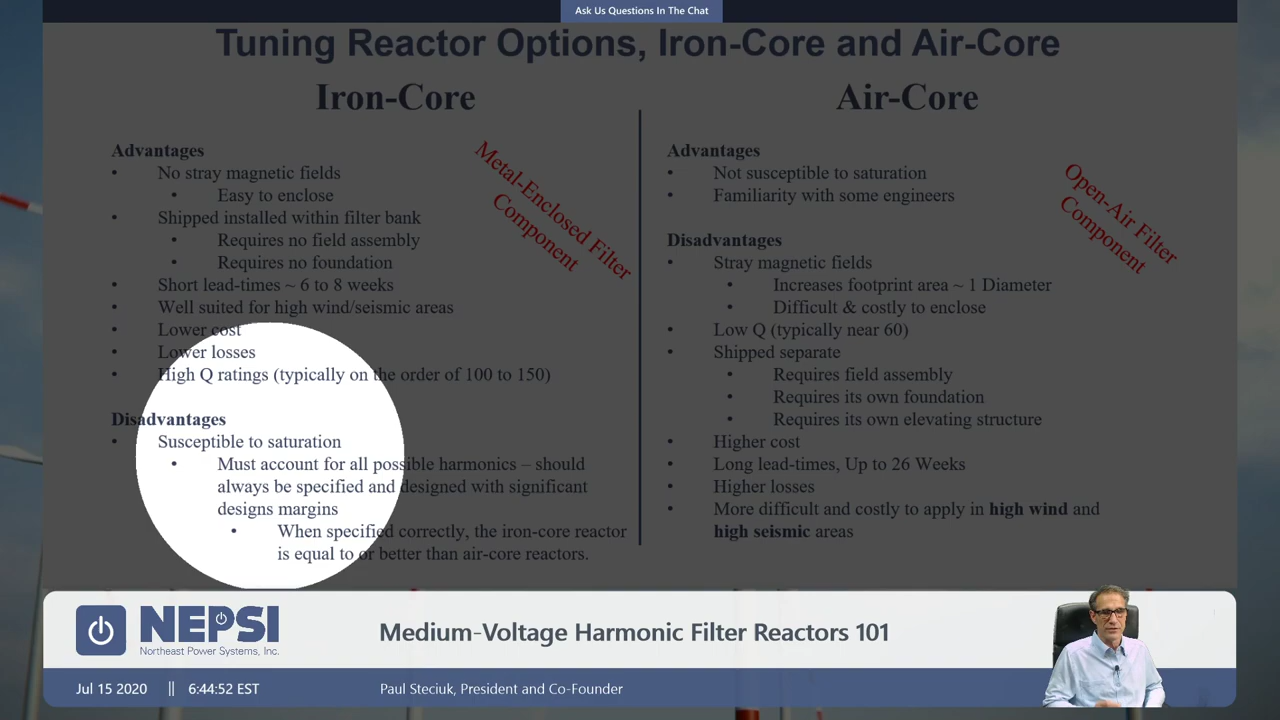 Ask Us Questions In The Chat
Tuning Reactor Options, Iron-Core and Air-Core
Iron-Core
Advantages
• No stray magnetic fields
• Easy to enclose
• Shipped installed within filter bank
• Requires no field assembly
• Requires no foundation
• Short lead-times ~ 6 to 8 weeks
• Well suited for high wind/seismic areas
• Lower cost
• Lower losses
• High Q ratings (typically on the order of 100 to 150)
Disadvantages
• Susceptible to saturation
• Must account for all possible harmonics – should
always be specified and designed with significant
designs margins
• When specified correctly, the iron-core reactor
is equal to or better than air-core reactors.
Metal-Enclosed Filter
Component
Air-Core
Advantages
• Not susceptible to saturation
• Familiarity with some engineers
Disadvantages
• Stray magnetic fields
• Increases footprint area ~ 1 Diameter
• Difficult & costly to enclose
• Low Q (typically near 60)
• Shipped separate
• Requires field assembly
• Requires its own foundation
• Requires its own elevating structure
• Higher cost
• Long lead-times, Up to 26 Weeks
• Higher losses
• More difficult and costly to apply in high wind and
high seismic areas
Open-Air Filter
Component
NEPSI
Northeast Power Systems, Inc.
Medium-Voltage Harmonic Filter Reactors 101
Jul 15 2020 || 6:44:52 EST
Paul Steciuk, President and Co-Founder